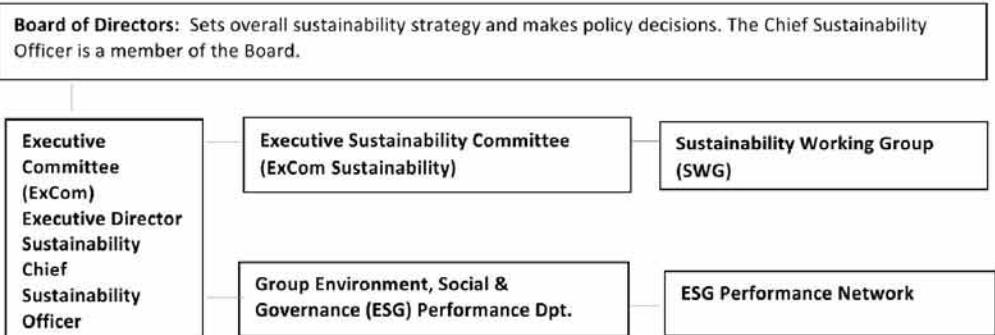 Board of Directors: Sets overall sustainability strategy and makes policy decisions. The Chief Sustainability
Officer is a member of the Board.
Executive
Committee
(ExCom)
Executive Director
Sustainability
Chief
Sustainability
Officer
Executive Sustainability Committee
(ExCom Sustainability)
Sustainability Working Group
(SWG)
Group Environment, Social &
Governance (ESG) Performance Dpt.
ESG Performance Network